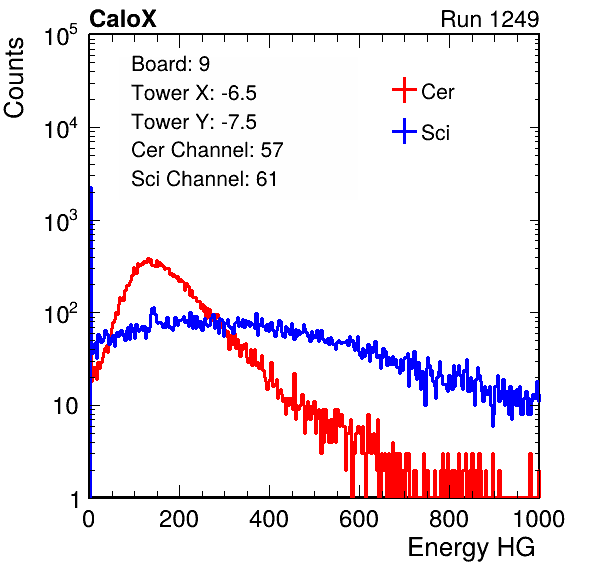 CaloX Run 1249
Counts
Board: 9
Tower X: -6.5
Tower Y: -7.5
Cer Channel: 57
Sci Channel: 61
Cer
Sci
10^5
10^4
10^3
10^2
10
1
0 200 400 600 800 1000
Energy HG